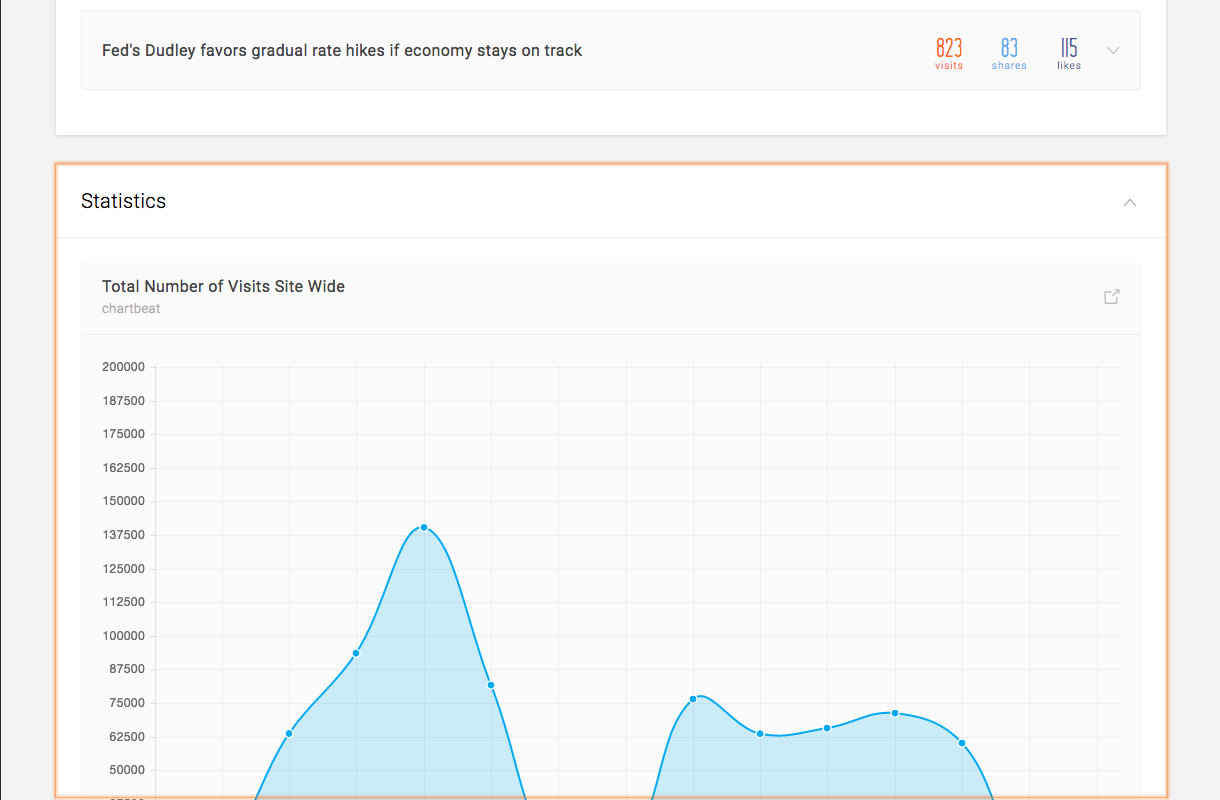 Fed's Dudley favors gradual rate hikes if economy stays on track
823 83 115
visits shares likes
Statistics
Total Number of Visits Site Wide
chartbeat
200000
187500
175000
162500
150000
137500
125000
112500
100000
87500
75000
62500
50000